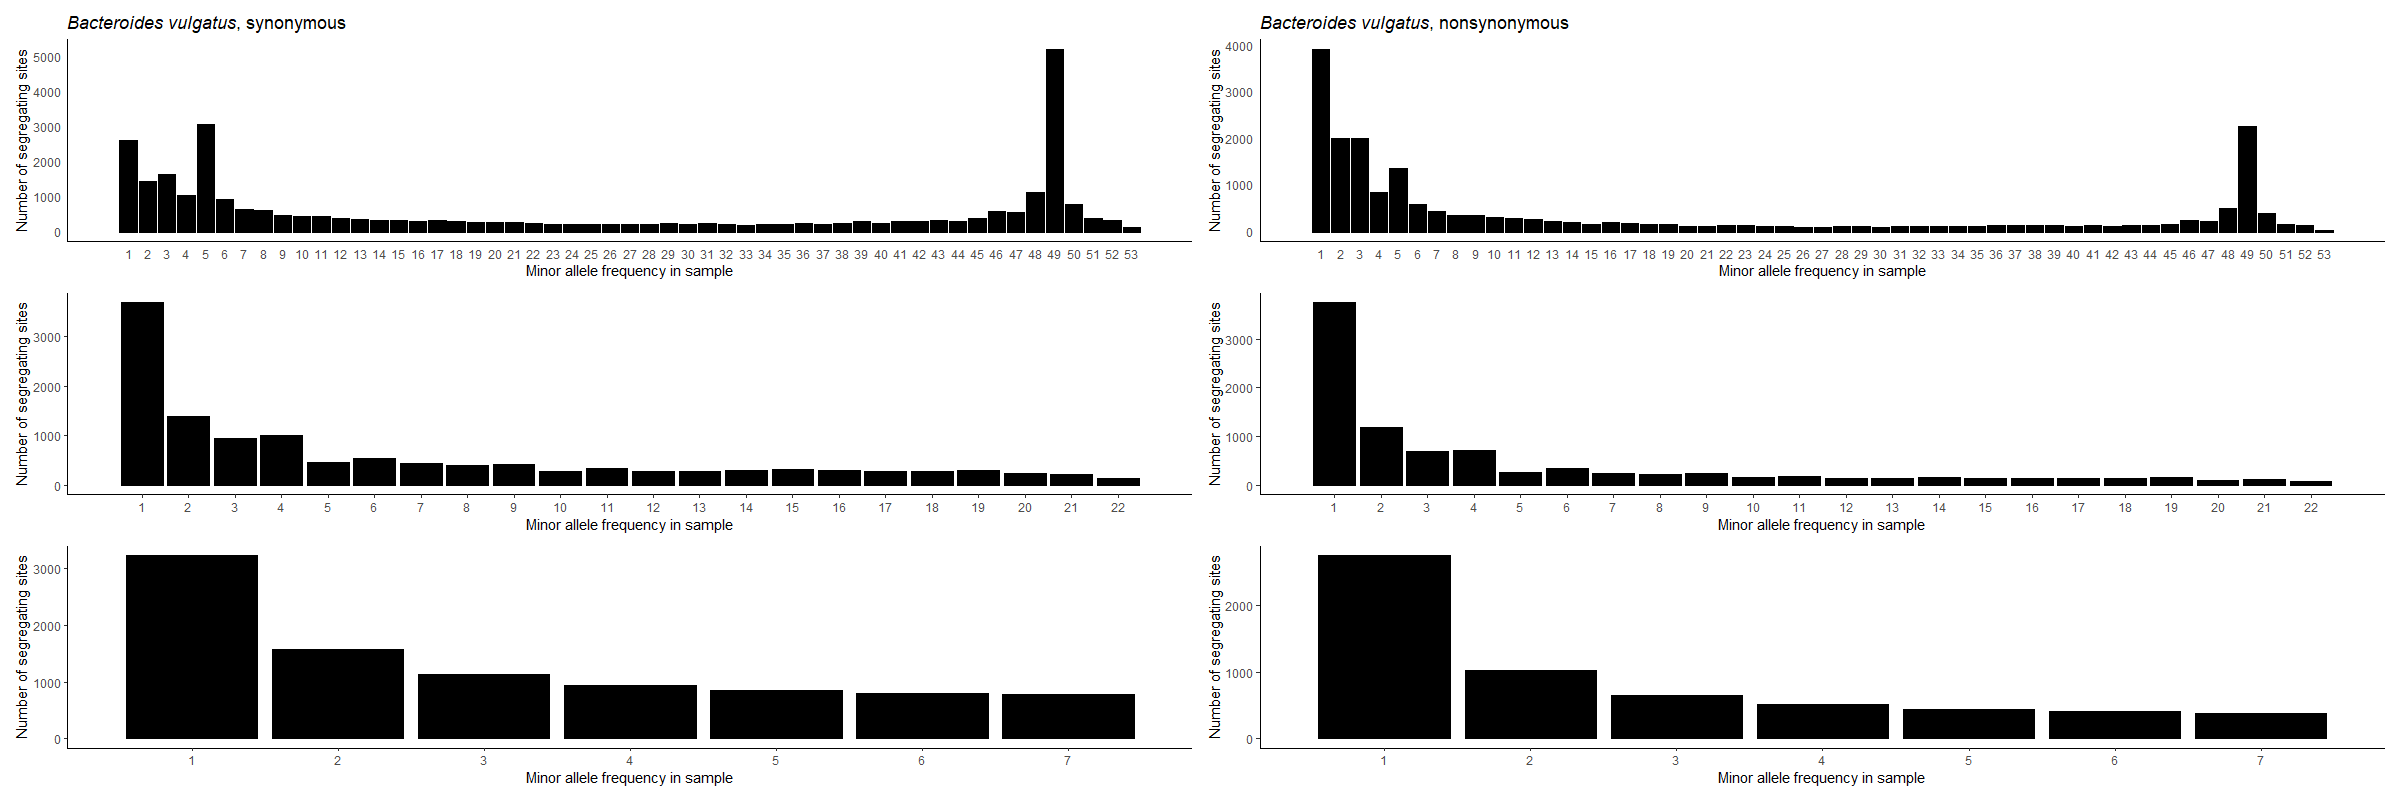 Bacteroides vulgatus, synonymous
Number of segregating sites
5000
4000
3000
2000
1000
0
1 2 3 4 5 6 7 8 9 10 11 12 13 14 15 16 17 18 19 20 21 22 23 24 25 26 27 28 29 30 31 32 33 34 35 36 37 38 39 40 41 42 43 44 45 46 47 48 49 50 51 52 53
Minor allele frequency in sample
Number of segregating sites
3000
2000
1000
0
1 2 3 4 5 6 7 8 9 10 11 12 13 14 15 16 17 18 19 20 21 22
Minor allele frequency in sample
Number of segregating sites
3000
2000
1000
0
1 2 3 4 5 6 7
Minor allele frequency in sample
Bacteroides vulgatus, nonsynonymous
Number of segregating sites
4000
3000
2000
1000
0
1 2 3 4 5 6 7 8 9 10 11 12 13 14 15 16 17 18 19 20 21 22 23 24 25 26 27 28 29 30 31 32 33 34 35 36 37 38 39 40 41 42 43 44 45 46 47 48 49 50 51 52 53
Minor allele frequency in sample
Number of segregating sites
3000
2000
1000
0
1 2 3 4 5 6 7 8 9 10 11 12 13 14 15 16 17 18 19 20 21 22
Minor allele frequency in sample
Number of segregating sites
2000
1000
0
1 2 3 4 5 6 7
Minor allele frequency in sample